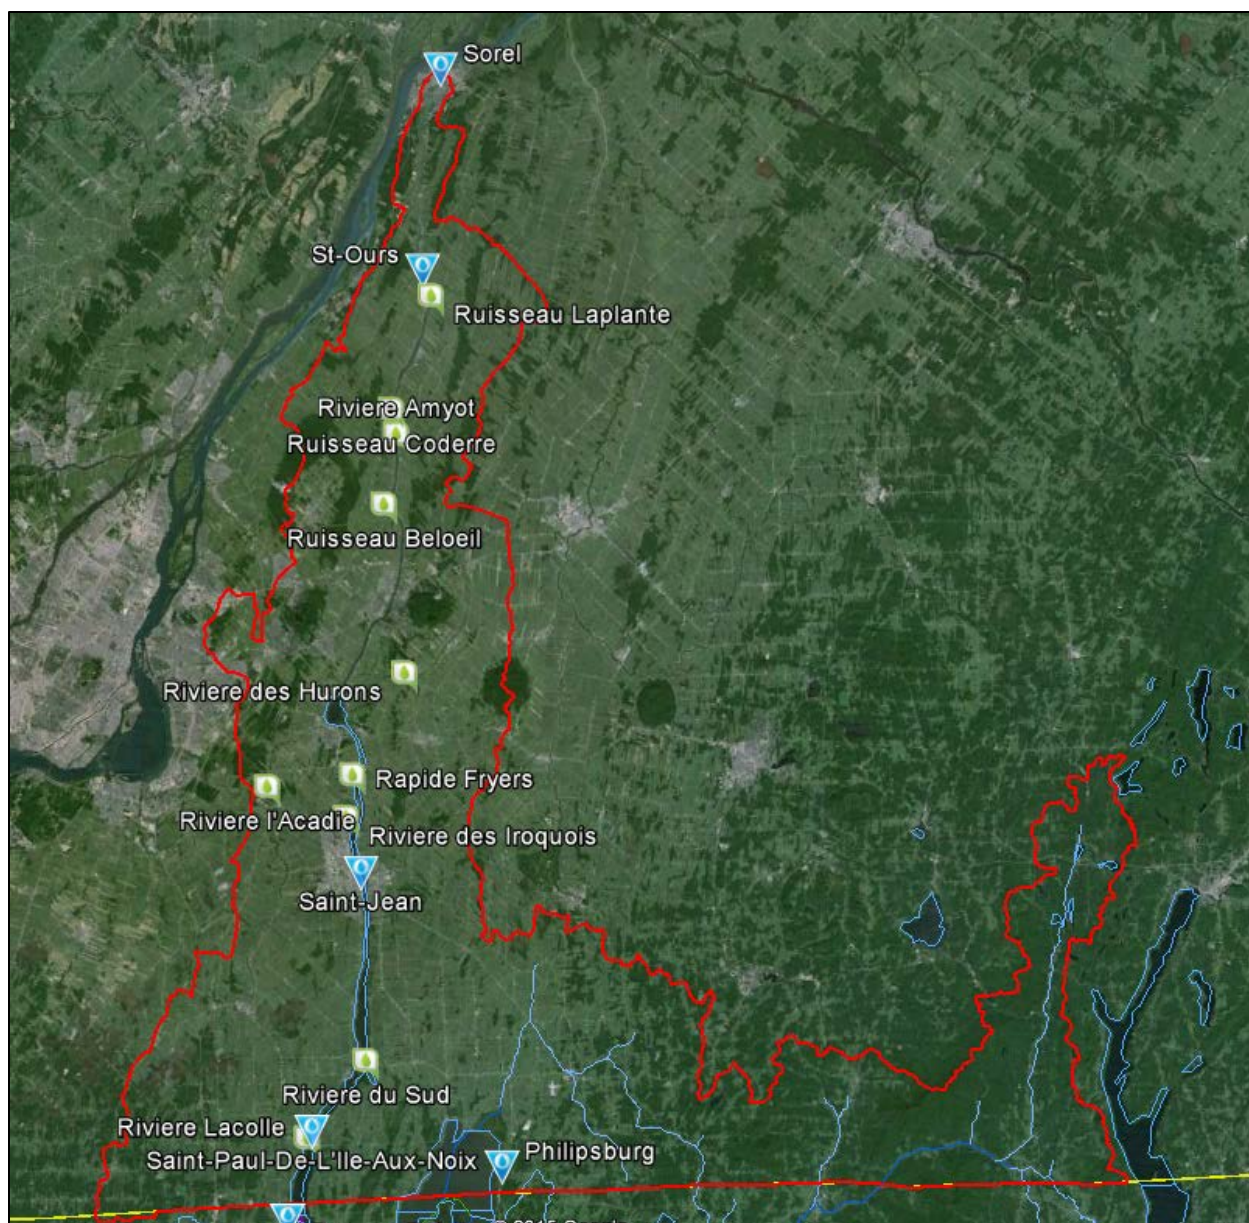 Sorel
St-Ours
Ruisseau Laplante
Riviere Amyot
Ruisseau Coderre
Ruisseau Beloeil
Riviere des Hurons
Rapide Fryers
Riviere l'Acadie
Riviere des Iroquois
Saint-Jean
Riviere du Sud
Riviere Lacolle
Saint-Paul-De-L'Ile-Aux-Noix
Philipsburg